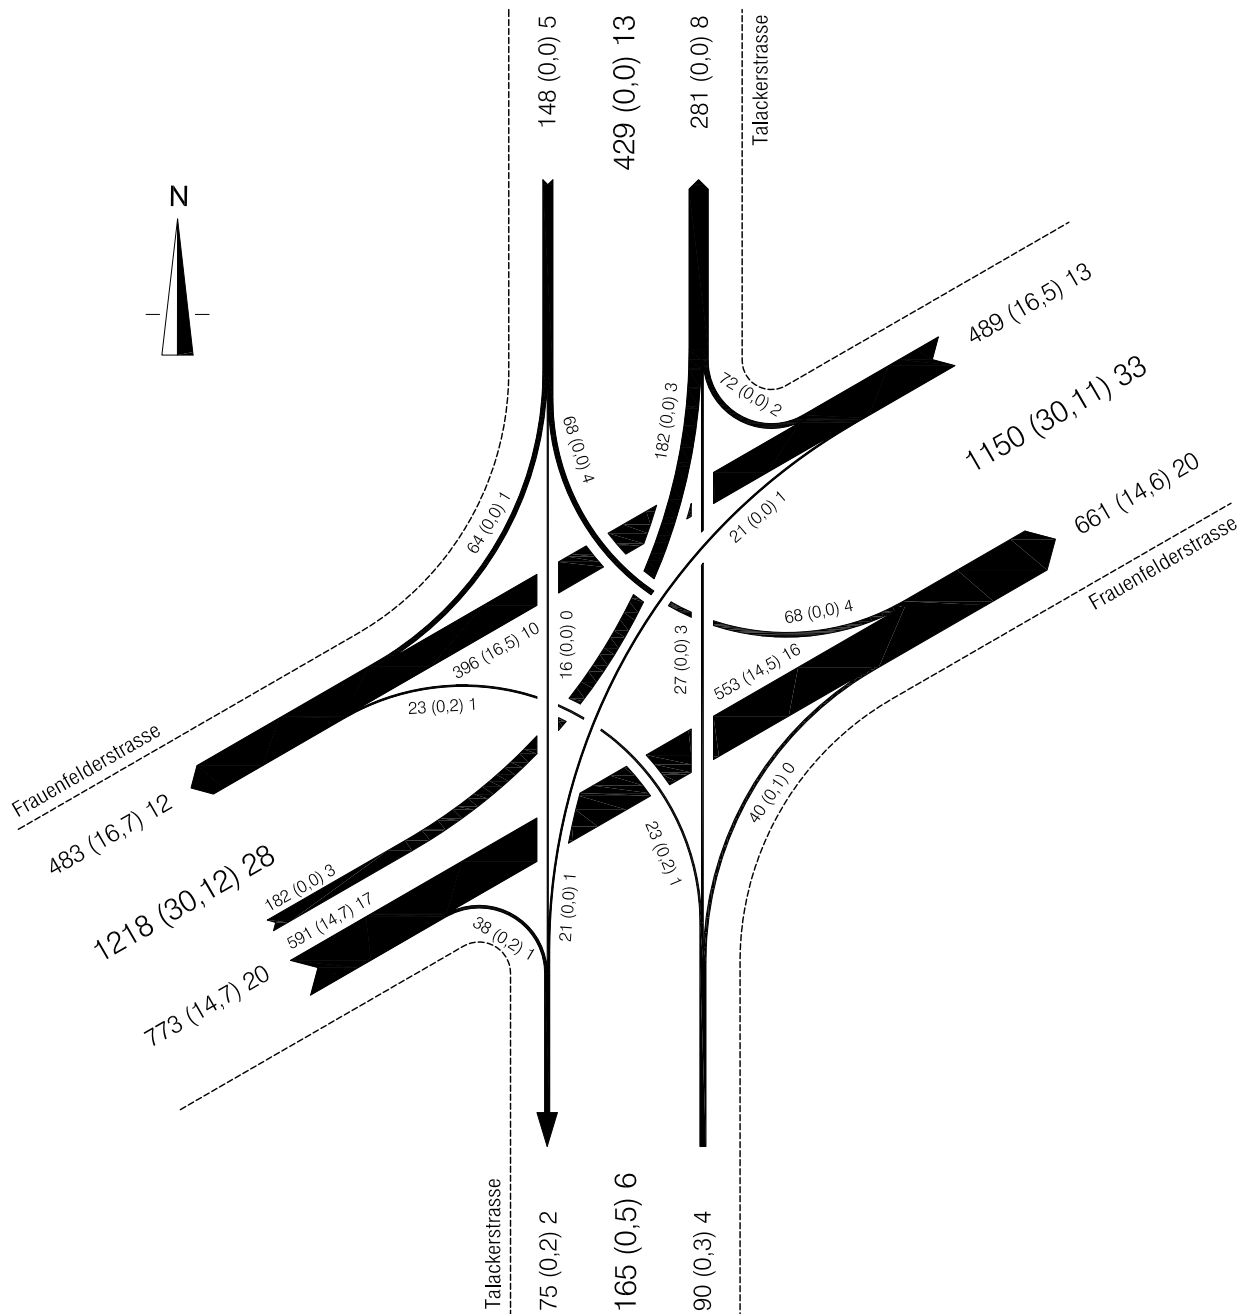 148 (0,0) 5
429 (0,0) 13
281 (0,0) 8
Talackerstrasse
N
489 (16,5) 13
1150 (30,11) 33
661 (14,6) 20
Frauenfelderstrasse
72 (0,0) 2
182 (0,0) 3
68 (0,0) 4
64 (0,0) 1
21 (0,0) 1
396 (16,5) 10
16 (0,0) 0
27 (0,0) 3
68 (0,0) 4
553 (14,5) 16
23 (0,2) 1
Frauenfelderstrasse
483 (16,7) 12
1218 (30,12) 28
773 (14,7) 20
182 (0,0) 3
591 (14,7) 17
38 (0,2) 1
21 (0,0) 1
23 (0,2) 1
40 (0,1) 0
Talackerstrasse
75 (0,2) 2
165 (0,5) 6
90 (0,3) 4